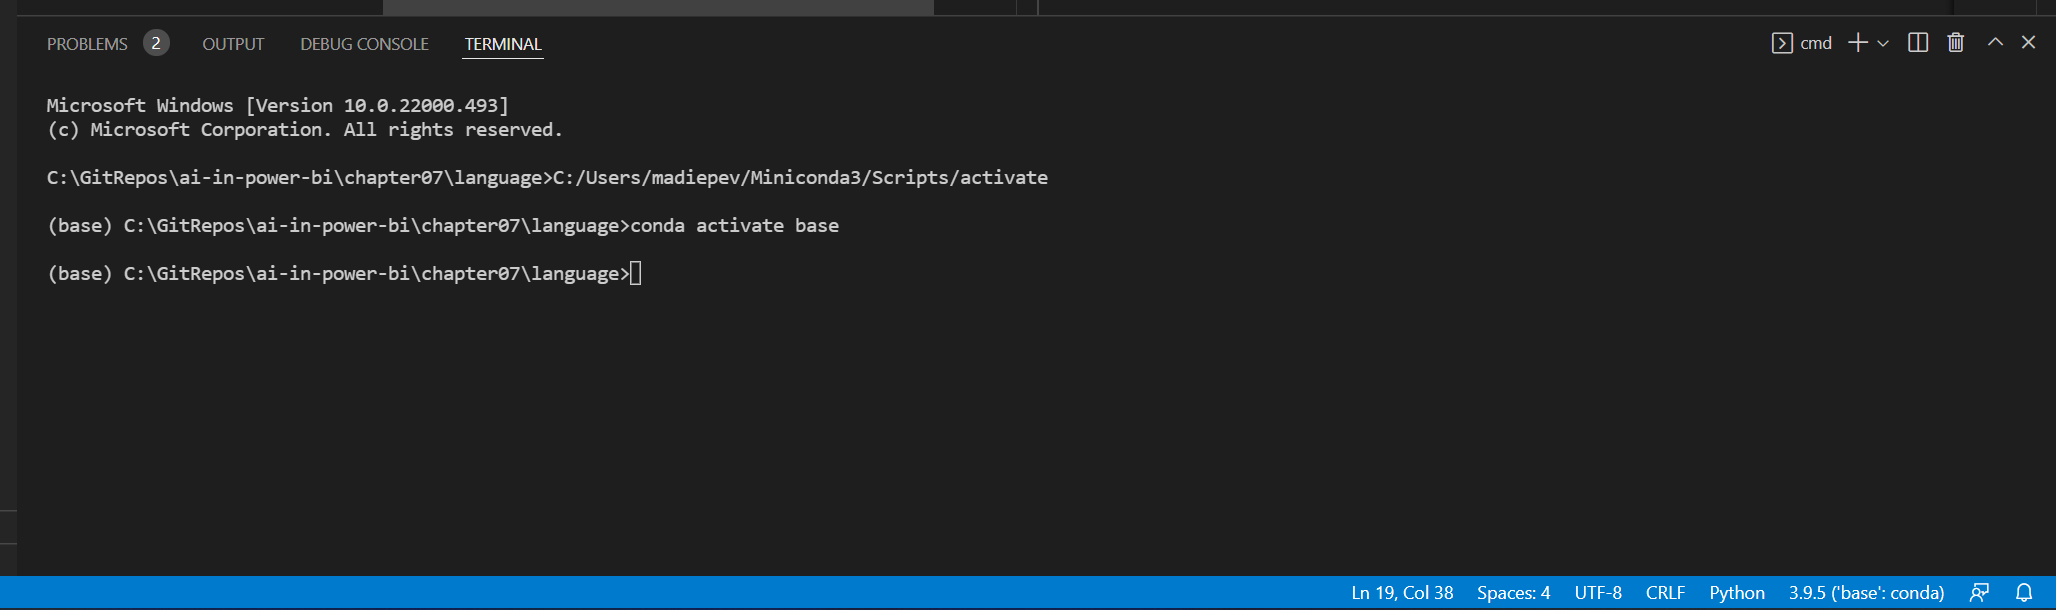 PROBLEMS 2 OUTPUT DEBUG CONSOLE TERMINAL cmd
Microsoft Windows [Version 10.0.22000.493]
(c) Microsoft Corporation. All rights reserved.
C:\GitRepos\ai-in-power-bi\chapter07\language>C:/Users/madiepev/Miniconda3/Scripts/activate
(base) C:\GitRepos\ai-in-power-bi\chapter07\language>conda activate base
(base) C:\GitRepos\ai-in-power-bi\chapter07\language>
Ln 19, Col 38 Spaces: 4 UTF-8 CRLF Python 3.9.5 ('base': conda)